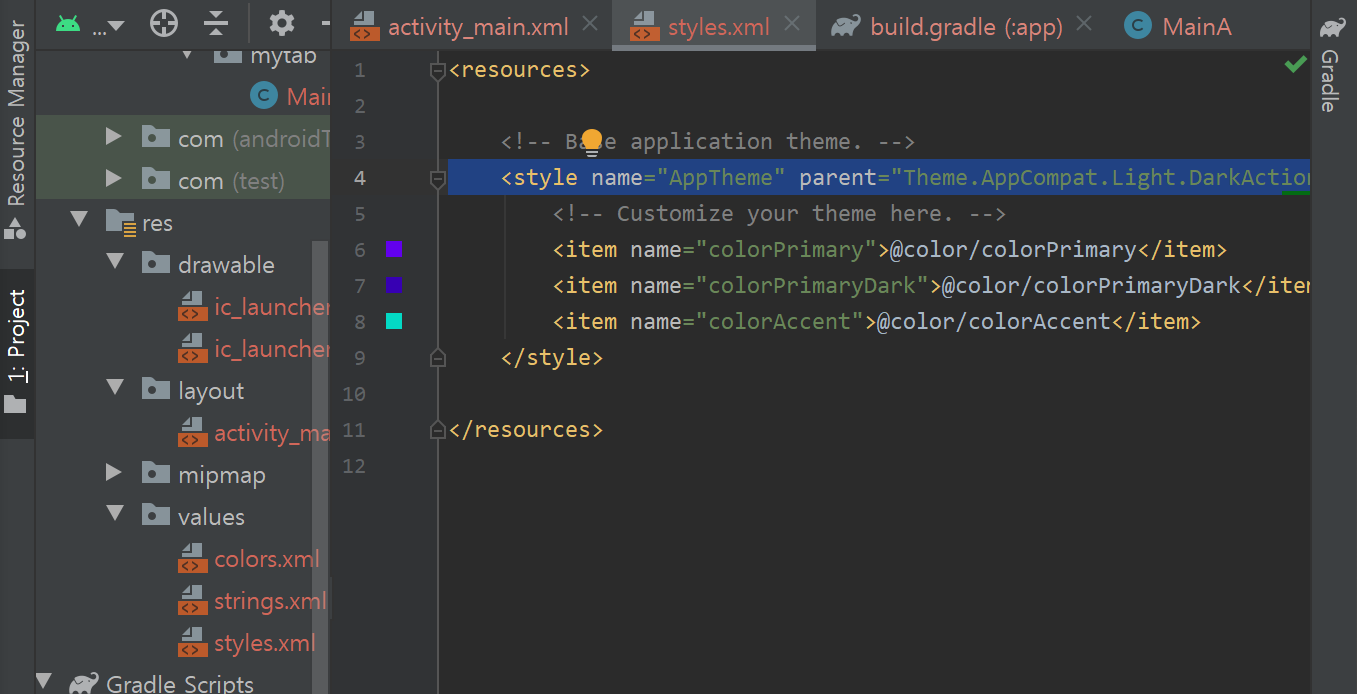 ...
activity_main.xml
styles.xml
build.gradle (:app)
MainA
Resource Manager
1: Project
Gradle
mytab
Mai
com (androidT
com (test)
res
drawable
ic_launcher
ic_launcher
layout
activity_ma
mipmap
values
colors.xml
strings.xml
styles.xml
Gradle Scripts
1 <resources>
2
3 <!-- Base application theme. -->
4 <style name="AppTheme" parent="Theme.AppCompat.Light.DarkAction
5 <!-- Customize your theme here. -->
6 <item name="colorPrimary">@color/colorPrimary</item>
7 <item name="colorPrimaryDark">@color/colorPrimaryDark</item
8 <item name="colorAccent">@color/colorAccent</item>
9 </style>
10
11 </resources>
12